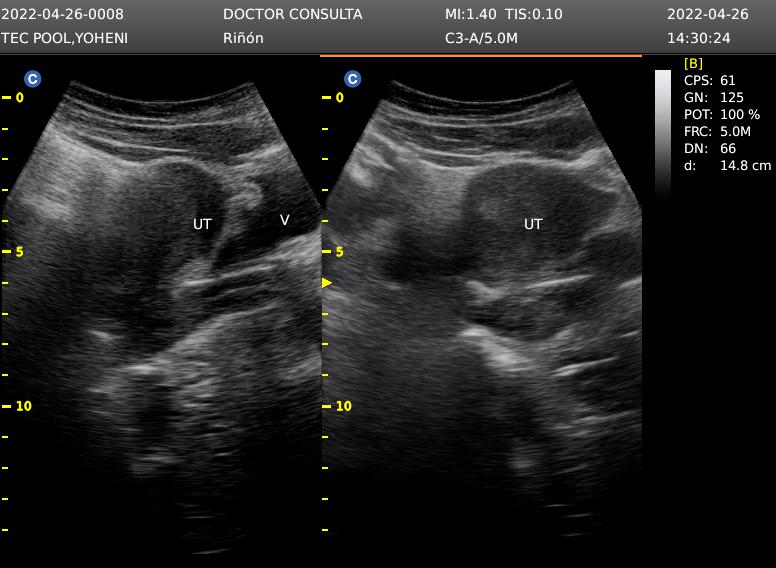 2022-04-26-0008 DOCTOR CONSULTA MI:1.40 TIS:0.10 2022-04-26
TEC POOL,YOHENI Riñón C3-A/5.0M 14:30:24
[B]
CPS: 61
GN: 125
POT: 100 %
FRC: 5.0M
DN: 66
d: 14.8 cm
C C
0 0
UT V UT
5 5
10 10